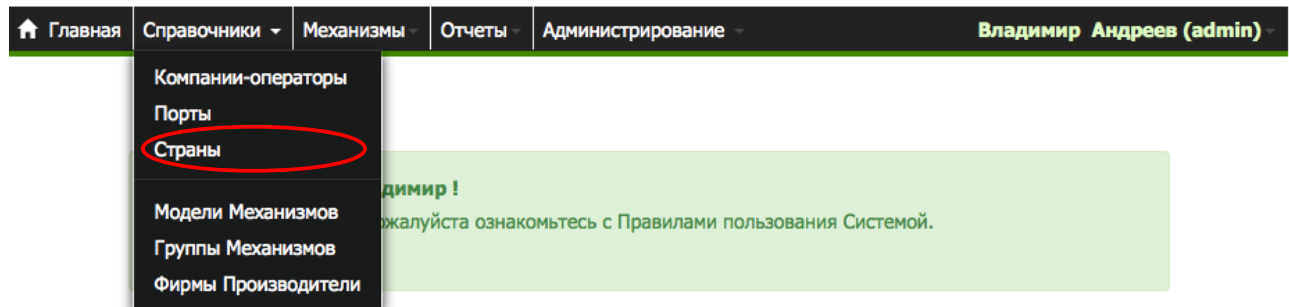 Главная Справочники Механизмы Отчеты Администрирование Владимир Андреев (admin)
Компании-операторы
Порты
Страны
димир !
Модели Механизмов
жалуйста ознакомьтесь с Правилами пользования Системой.
Группы Механизмов
Фирмы Производители